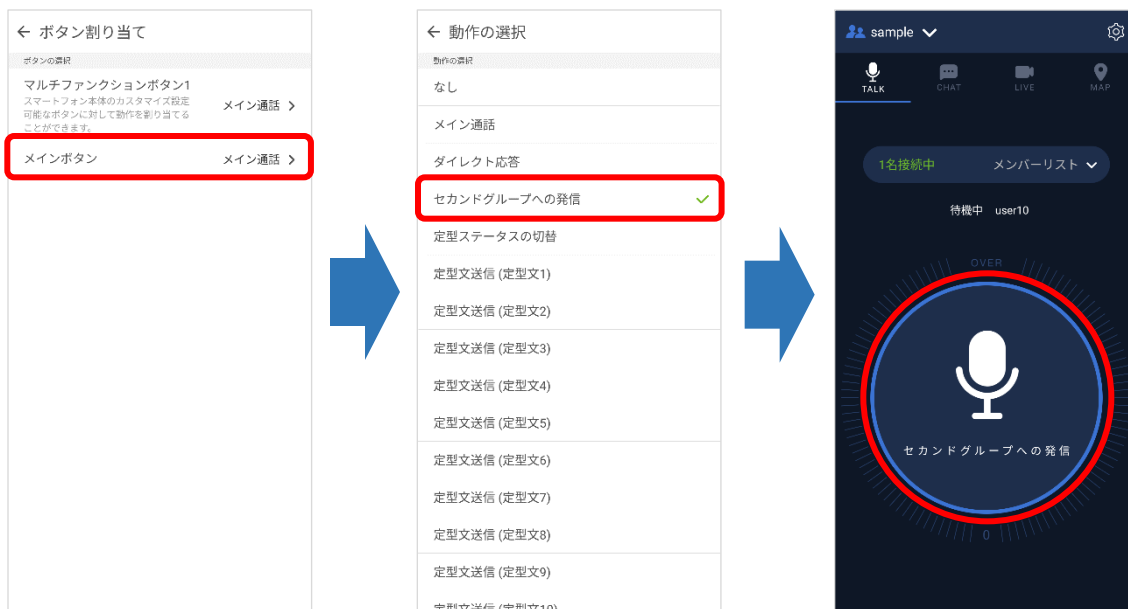 ボタン割り当て
ボタンの選択
マルチファンクションボタン1
スマートフォン本体のカスタマイズ設定
可能なボタンに対して動作を割り当てる
ことができます。
メイン通話
メインボタン
メイン通話
動作の選択
動作の選択
なし
メイン通話
ダイレクト応答
セカンドグループへの発信
定型ステータスの切替
定型文送信 (定型文1)
定型文送信 (定型文2)
定型文送信 (定型文3)
定型文送信 (定型文4)
定型文送信 (定型文5)
定型文送信 (定型文6)
定型文送信 (定型文7)
定型文送信 (定型文8)
定型文送信 (定型文9)
定型文送信 (定型文10)
sample
TALK CHAT LIVE MAP
1名接続中 メンバーリスト
待機中 user10
OVER
セカンドグループへの発信
0